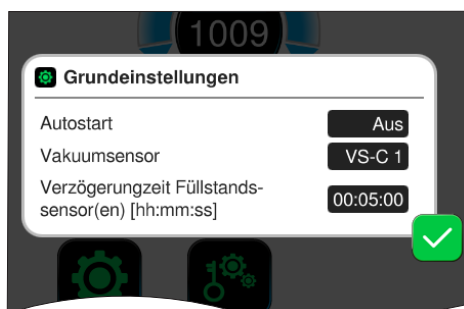 1009
Grundeinstellungen
Autostart
Aus
Vakuumsensor
VS-C 1
Verzögerungzeit Füllstands-
sensor(en) [hh:mm:ss]
00:05:00